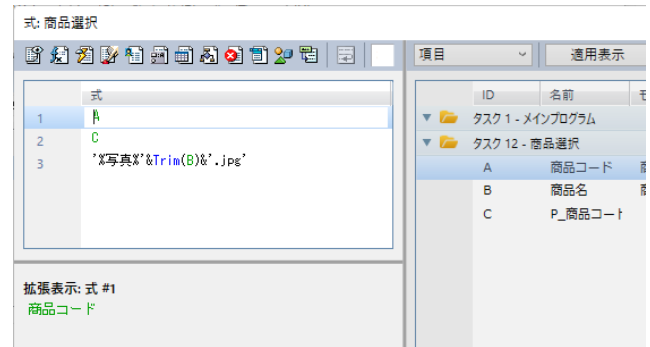 式: 商品選択
項目
適用表示
式
1
A
2
C
3
'%写真%'&Trim(B)&'.jpg'
ID
名前
タスク 1 - メインプログラム
タスク 12 - 商品選択
A
商品コード
B
商品名
C
P_商品コート
拡張表示: 式 #1
商品コード